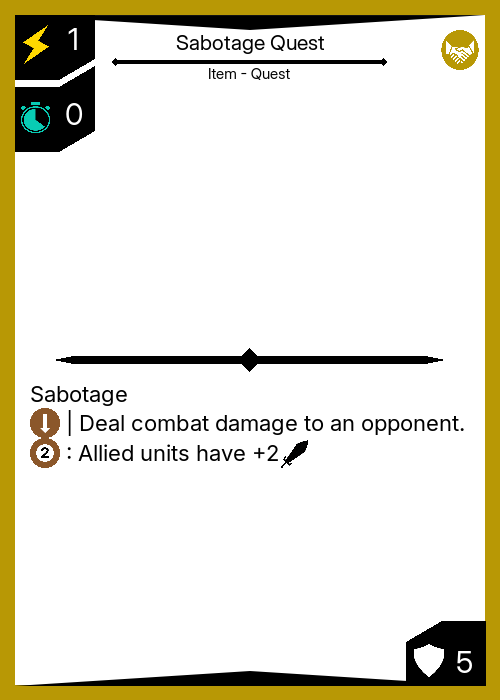 1
Sabotage Quest
Item - Quest
0
Sabotage
| Deal combat damage to an opponent.
2 : Allied units have +2
5